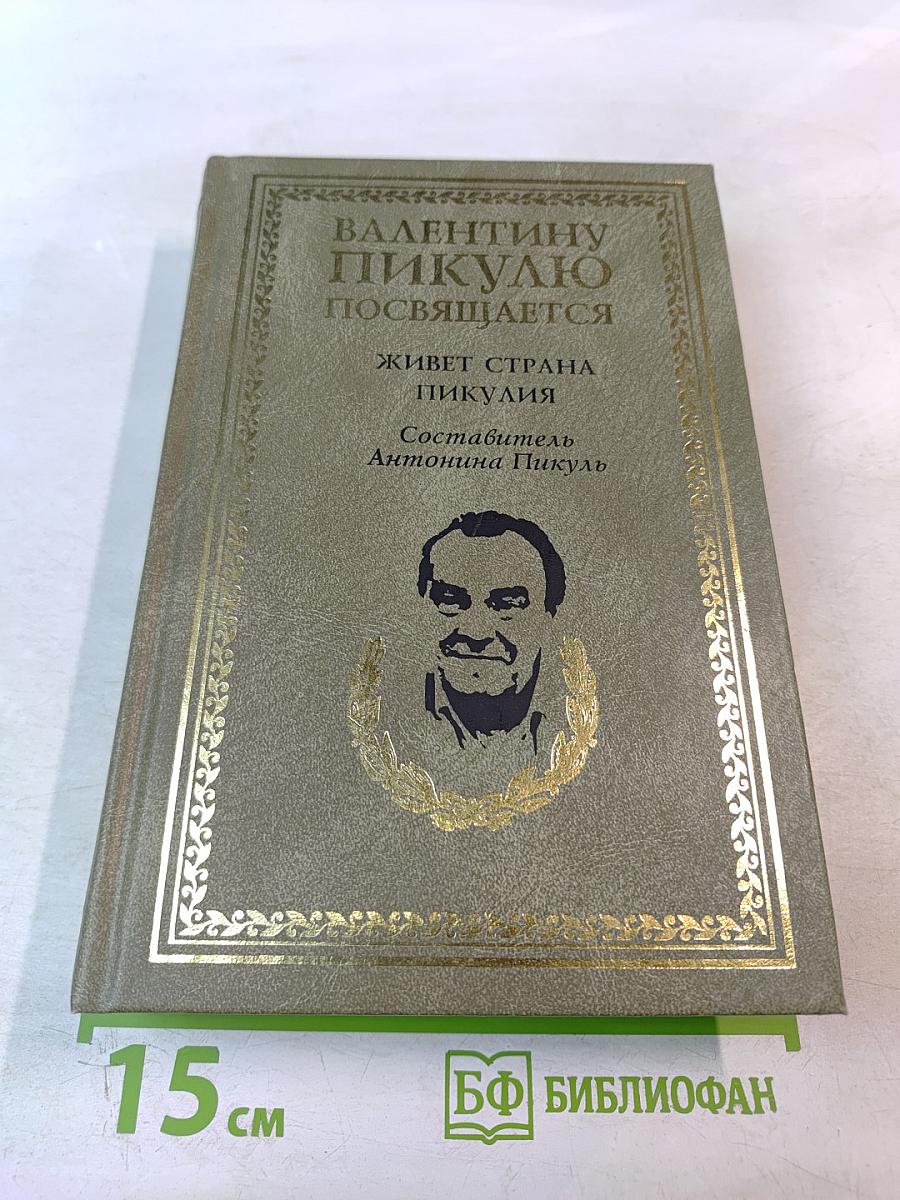 ВАЛЕНТИНУ
ПИКУЛЮ
ПОСВЯЩАЕТСЯ
ЖИВЕТ СТРАНА
ПИКУЛИЯ
Составитель
Антонина Пикуль
15 см
БФ БИБЛИОФАН